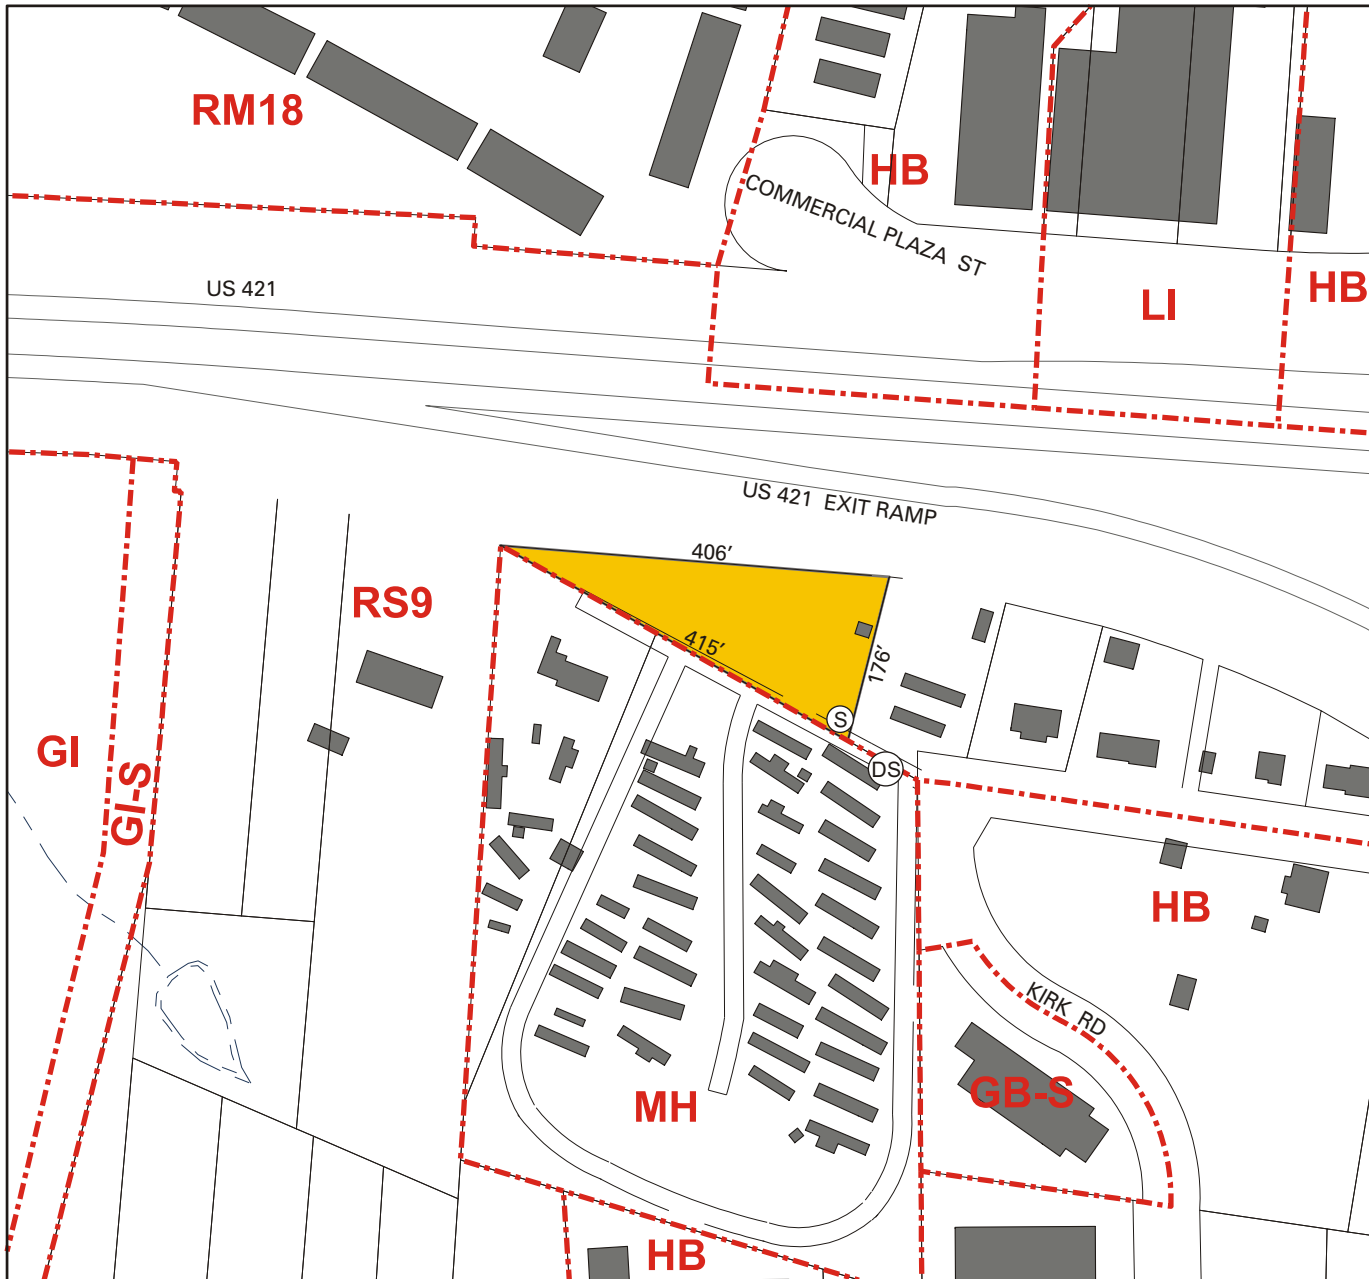 RM18
HB
COMMERCIAL PLAZA ST
US 421
LI
HB
US 421 EXIT RAMP
406'
RS9
415'
176'
S
GI
GI-S
DS
HB
KIRK RD
GB-S
MH
HB